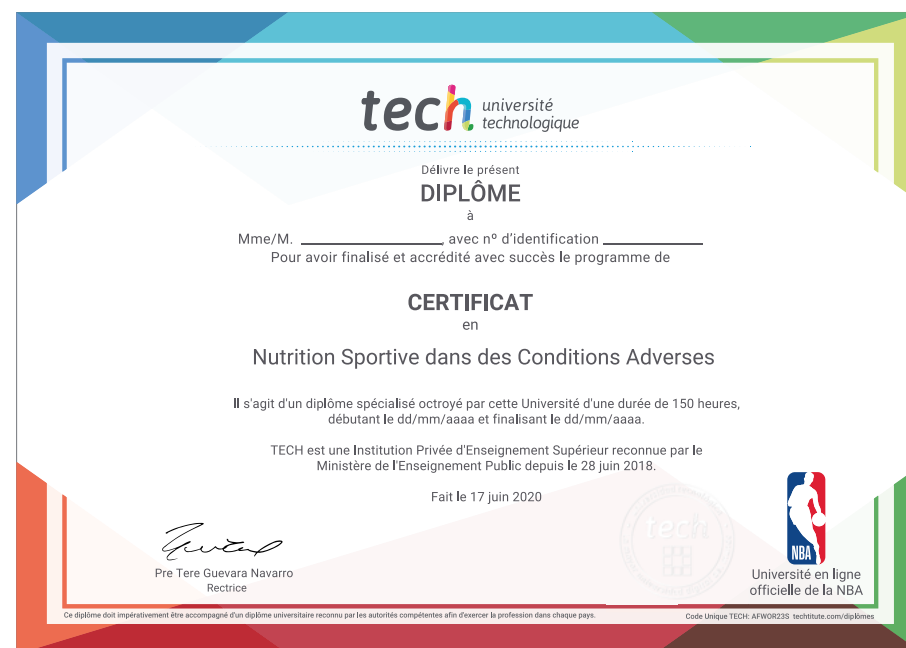 tech université
technologique
Délivre le présent
DIPLÔME
à
Mme/M. ____________________, avec nº d'identification ______________
Pour avoir finalisé et accrédité avec succès le programme de
CERTIFICAT
en
Nutrition Sportive dans des Conditions Adverses
Il s'agit d'un diplôme spécialisé octroyé par cette Université d'une durée de 150 heures,
débutant le dd/mm/aaaa et finalisant le dd/mm/aaaa.
TECH est une Institution Privée d'Enseignement Supérieur reconnue par le
Ministère de l'Enseignement Public depuis le 28 juin 2018.
Fait le 17 juin 2020
tech
Pre Tere Guevara Navarro
Rectrice
NBA
Université en ligne
officielle de la NBA
Ce diplôme doit impérativement être accompagné d'un diplôme universitaire reconnu par les autorités compétentes afin d'exercer la profession dans chaque pays.
Code Unique TECH: AFWOR23S techtitute.com/diplômes